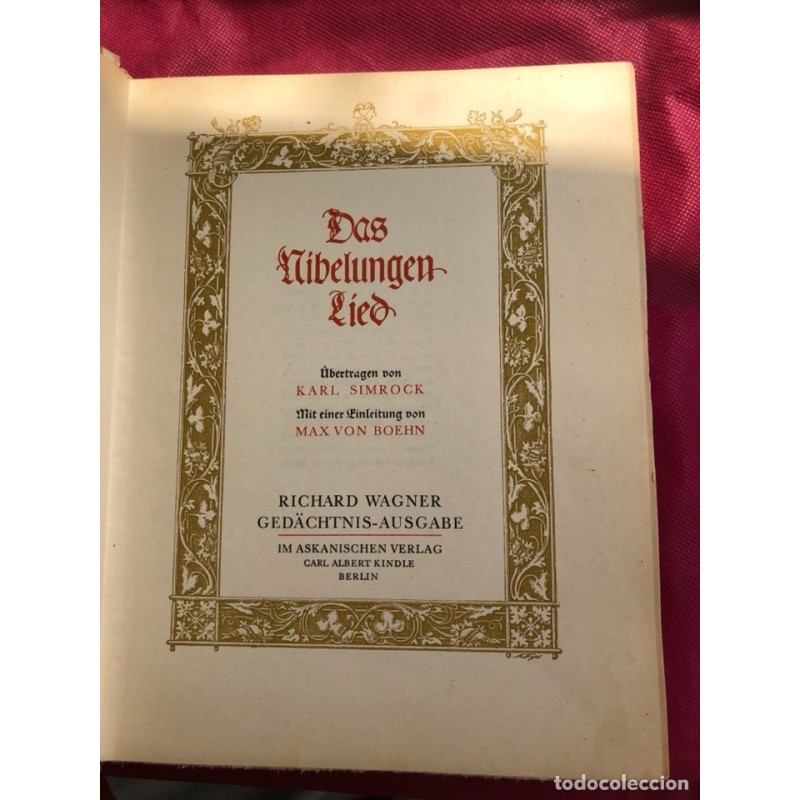 Das
Nibelungen
Lied
Übertragen von
KARL SIMROCK
Mit einer Einleitung von
MAX VON BOEHN
RICHARD WAGNER
GEDÄCHTNIS-AUSGABE
IM ASKANISCHEN VERLAG
CARL ALBERT KINDLE
BERLIN
todocoleccion